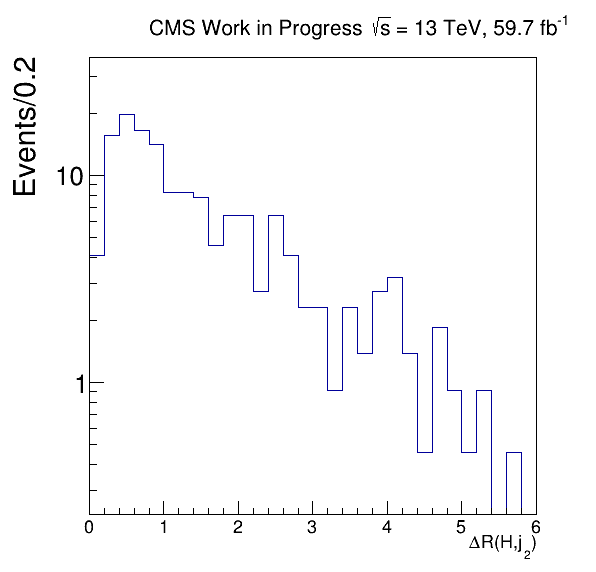 CMS Work in Progress √s = 13 TeV, 59.7 fb⁻¹
Events/0.2
10
1
0 1 2 3 4 5 6
ΔR(H,j₂)